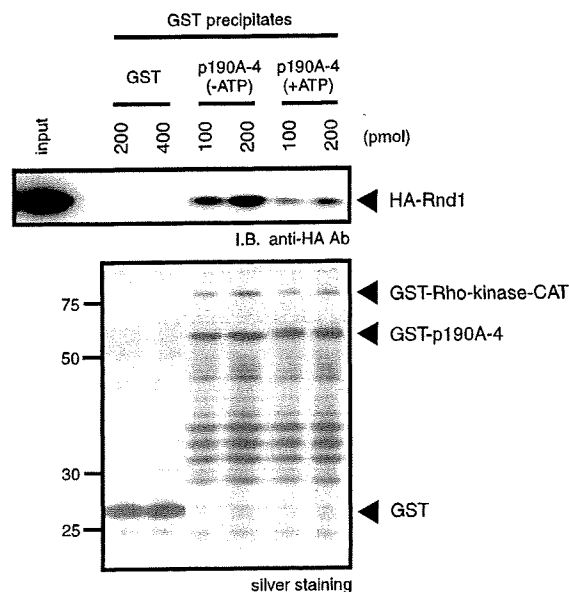 GST precipitates
GST
p190A-4
(-ATP)
p190A-4
(+ATP)
input
200
400
100
200
100
200
(pmol)
HA-Rnd1
I.B. anti-HA Ab
75
50
30
25
GST-Rho-kinase-CAT
GST-p190A-4
GST
silver staining